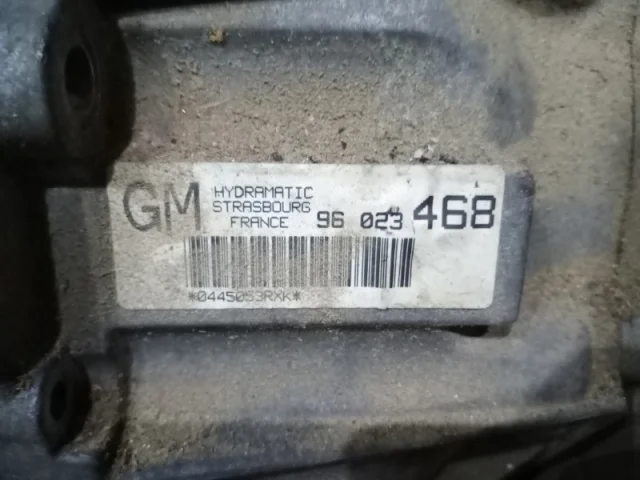 GM
HYDRAMATIC
STRASBOURG
FRANCE 96 023 468
*0445053RXK*